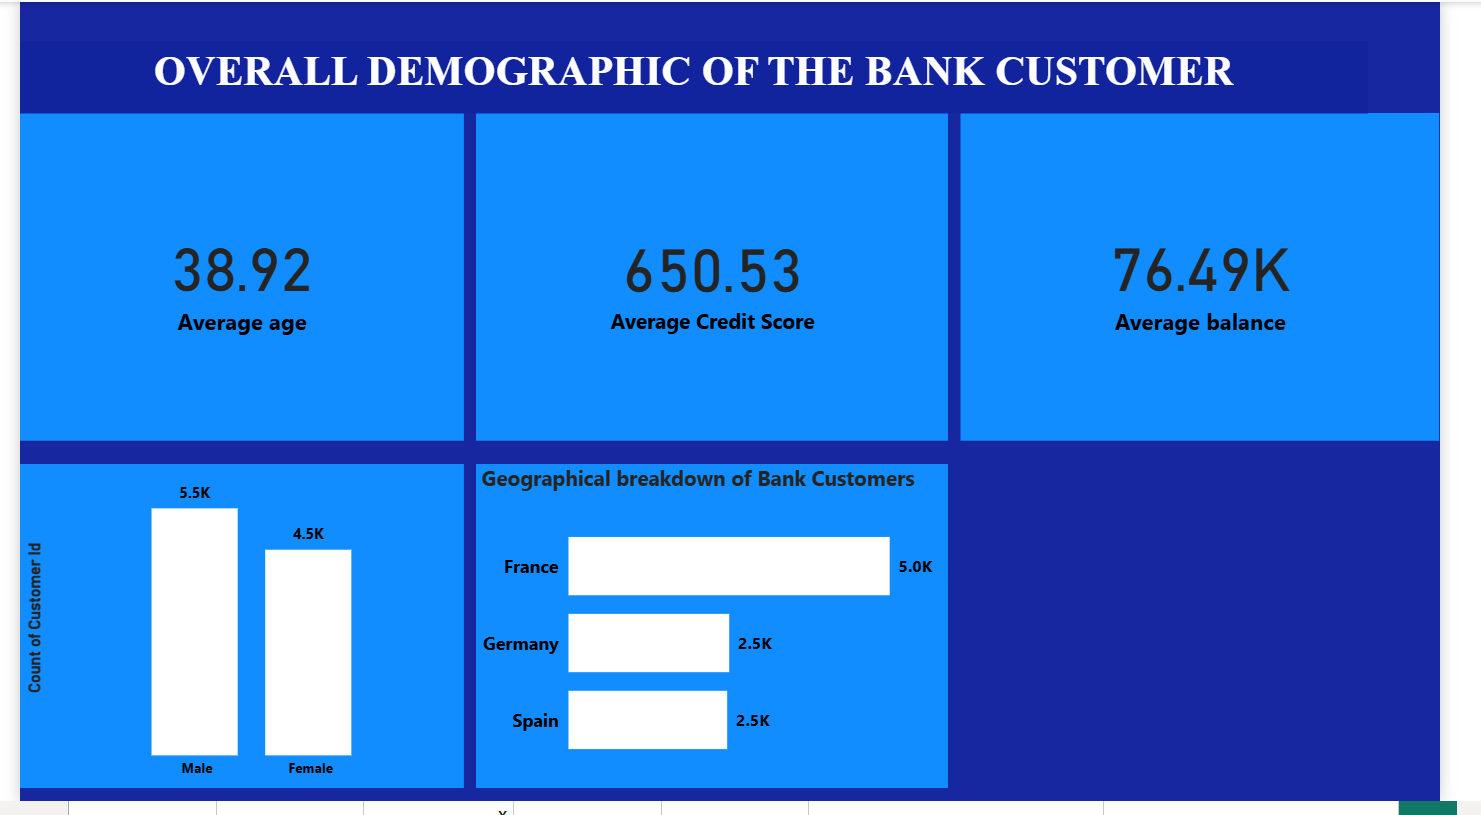 OVERALL DEMOGRAPHIC OF THE BANK CUSTOMER
38.92
Average age
650.53
Average Credit Score
76.49K
Average balance
Count of Customer Id
5.5K
4.5K
Male
Female
Geographical breakdown of Bank Customers
France
5.0K
Germany
2.5K
Spain
2.5K